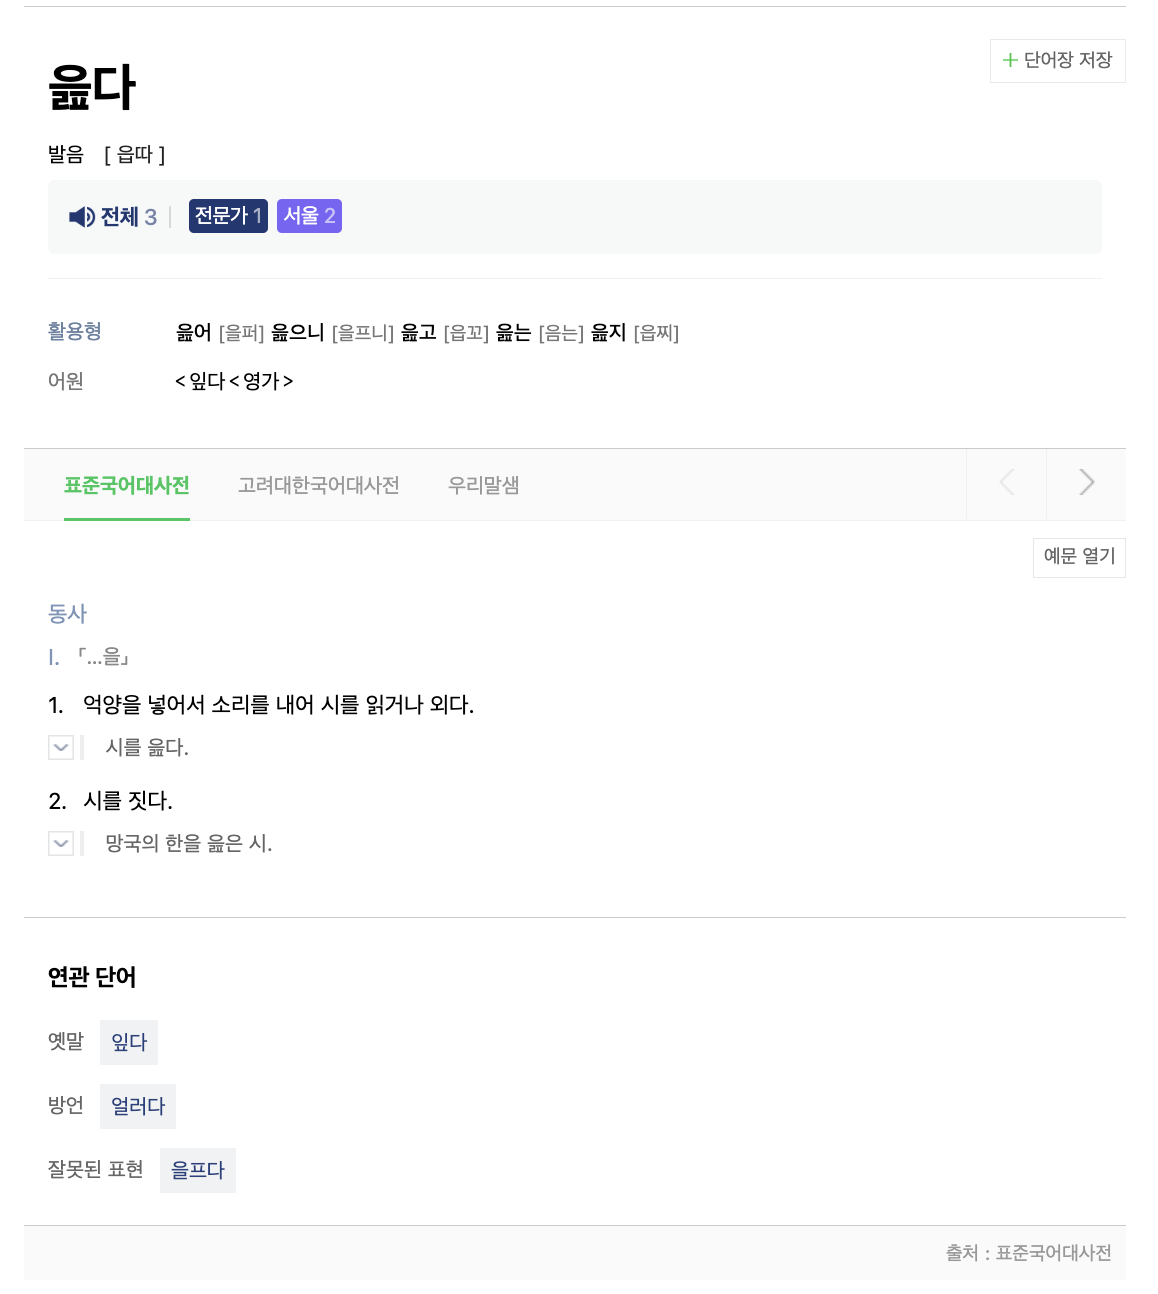 읊다
+ 단어장 저장
발음 [ 읍따 ]
전체 3 전문가 1 서울 2
활용형 읊어 [을퍼] 읊으니 [을프니] 읊고 [읍꼬] 읊는 [음는] 읊지 [읍찌]
어원 <잎다<영가>
표준국어대사전 고려대한국어대사전 우리말샘
예문 열기
동사
Ⅰ. 「…을」
1. 억양을 넣어서 소리를 내어 시를 읽거나 외다.
시를 읊다.
2. 시를 짓다.
망국의 한을 읊은 시.
연관 단어
옛말 잎다
방언 얼러다
잘못된 표현 을프다
출처 : 표준국어대사전